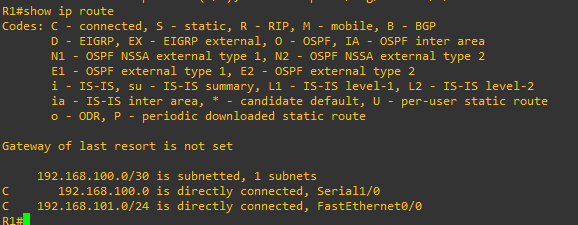 R1#show ip route
Codes: C - connected, S - static, R - RIP, M - mobile, B - BGP
D - EIGRP, EX - EIGRP external, O - OSPF, IA - OSPF inter area
N1 - OSPF NSSA external type 1, N2 - OSPF NSSA external type 2
E1 - OSPF external type 1, E2 - OSPF external type 2
i - IS-IS, su - IS-IS summary, L1 - IS-IS level-1, L2 - IS-IS level-2
ia - IS-IS inter area, * - candidate default, U - per-user static route
o - ODR, P - periodic downloaded static route
Gateway of last resort is not set
192.168.100.0/30 is subnetted, 1 subnets
C 192.168.100.0 is directly connected, Serial1/0
C 192.168.101.0/24 is directly connected, FastEthernet0/0
R1#